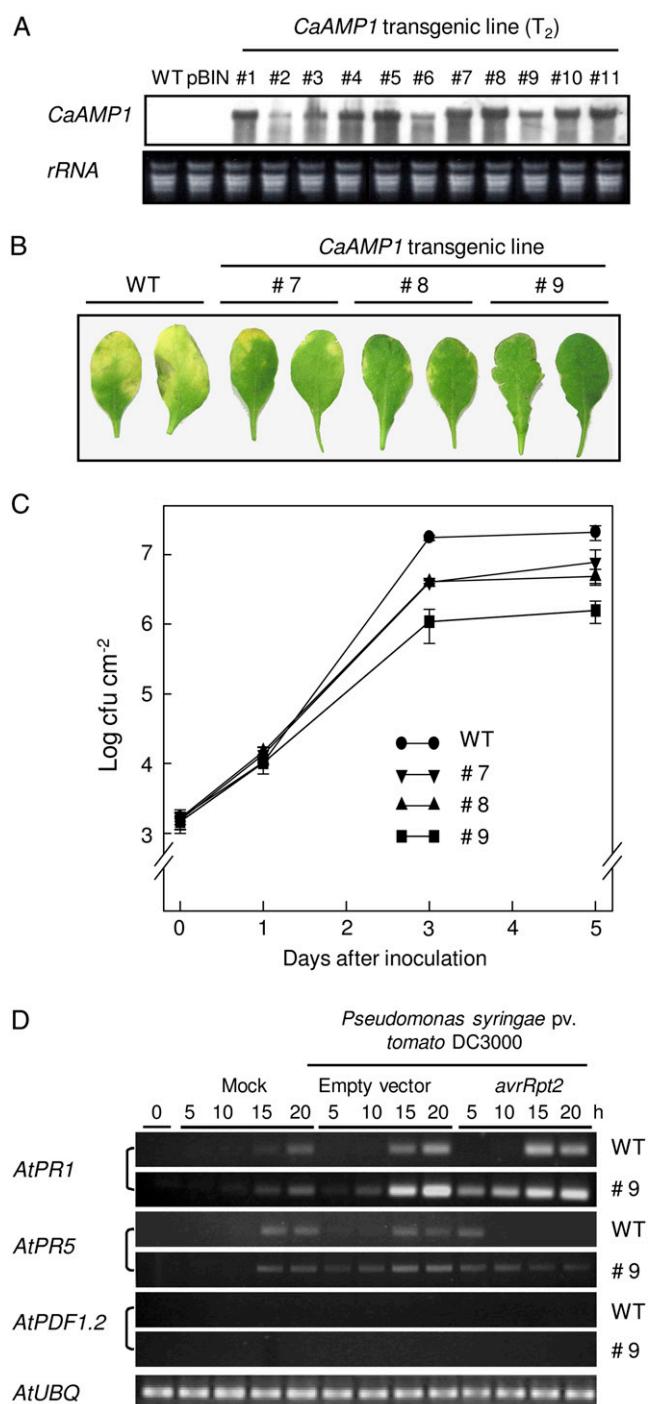 A
CaAMP1 transgenic line (T2)
WT pBIN #1 #2 #3 #4 #5 #6 #7 #8 #9 #10 #11
CaAMP1
rRNA
B
CaAMP1 transgenic line
WT # 7 # 8 # 9
C
7
6
5
4
3
Log cfu cm-2
WT
# 7
# 8
# 9
0 1 2 3 4 5
Days after inoculation
D
Pseudomonas syringae pv.
tomato DC3000
Mock Empty vector avrRpt2
0 5 10 15 20 5 10 15 20 5 10 15 20 h
AtPR1 WT
# 9
AtPR5 WT
# 9
AtPDF1.2 WT
# 9
AtUBQ